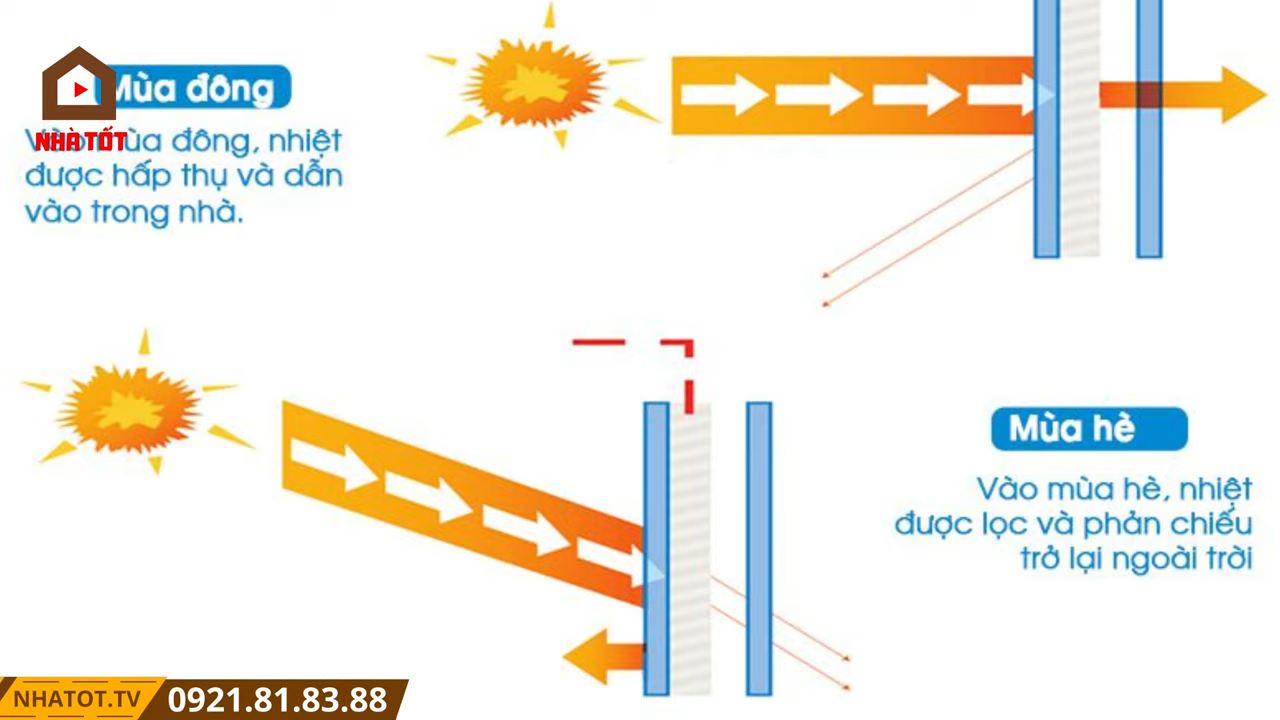 Mùa đông
NHÀ TỐT
mùa đông, nhiệt
được hấp thụ và dẫn
vào trong nhà.
Mùa hè
Vào mùa hè, nhiệt
được lọc và phản chiếu
trở lại ngoài trời
NHATOT.TV
0921.81.83.88